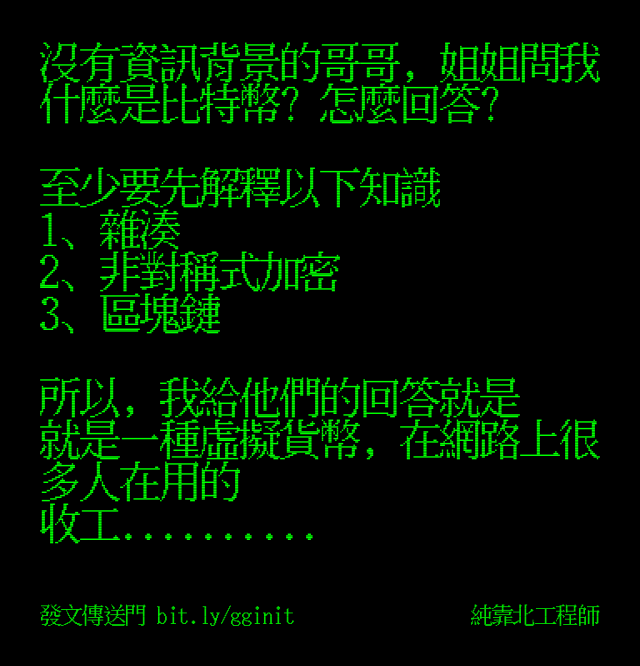 沒有資訊背景的哥哥, 姐姐問我
什麼是比特幣? 怎麼回答?
至少要先解釋以下知識
1、雜湊
2、非對稱式加密
3、區塊鏈
所以, 我給他們的回答就是
就是一種虛擬貨幣, 在網路上很
多人在用的
收工..........
發文傳送門 bit.ly/gginit
純靠北工程師